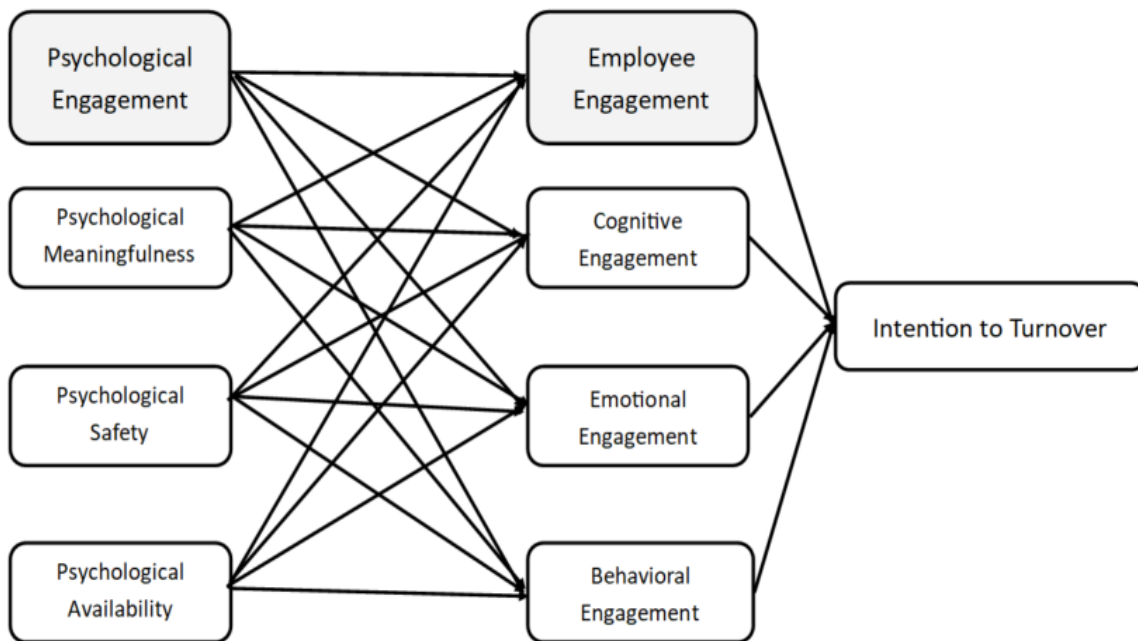 Psychological
Engagement
Employee
Engagement
Psychological
Meaningfulness
Cognitive
Engagement
Intention to Turnover
Psychological
Safety
Emotional
Engagement
Psychological
Availability
Behavioral
Engagement